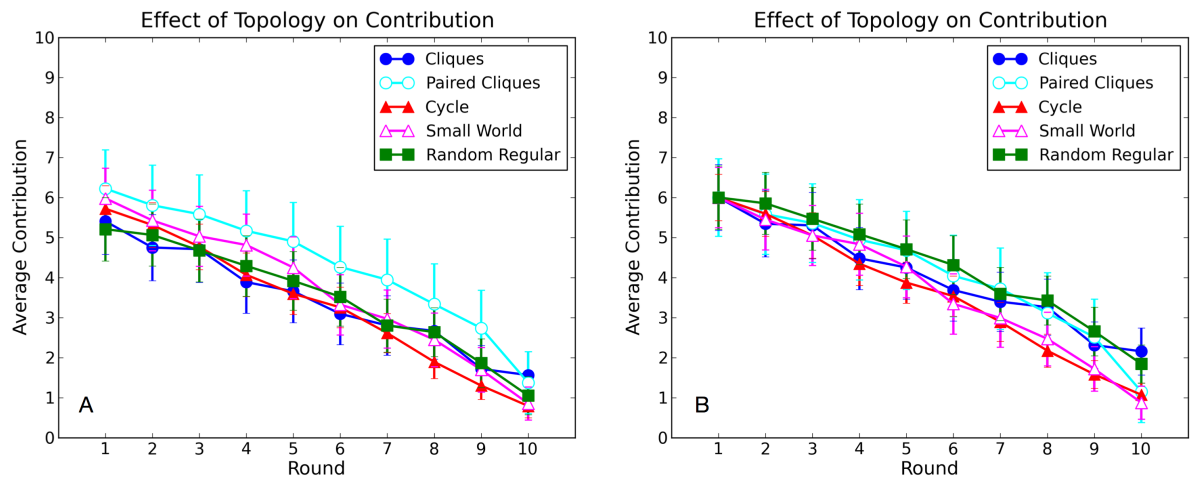 Effect of Topology on Contribution
Average Contribution
10
9
8
7
6
5
4
3
2
1
0
Cliques
Paired Cliques
Cycle
Small World
Random Regular
A
1 2 3 4 5 6 7 8 9 10
Round
Effect of Topology on Contribution
Average Contribution
10
9
8
7
6
5
4
3
2
1
0
Cliques
Paired Cliques
Cycle
Small World
Random Regular
B
1 2 3 4 5 6 7 8 9 10
Round